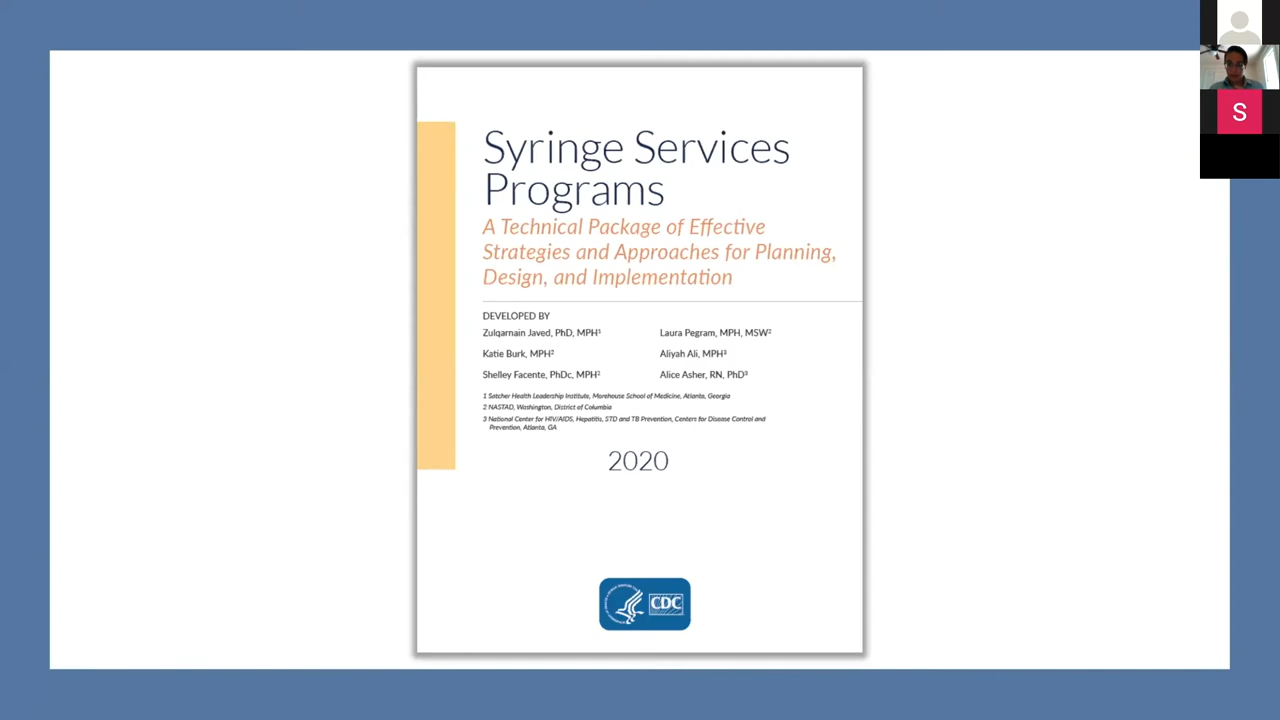 Syringe Services
Programs
A Technical Package of Effective
Strategies and Approaches for Planning,
Design, and Implementation
DEVELOPED BY
Zulqarnain Javed, PhD, MPH¹
Laura Pegram, MPH, MSW²
Katie Burk, MPH²
Aliyah Ali, MPH³
Shelley Facente, PhDc, MPH²
Alice Asher, RN, PhD³
1 Satcher Health Leadership Institute, Morehouse School of Medicine, Atlanta, Georgia
2 NASTAD, Washington, District of Columbia
3 National Center for HIV/AIDS, Hepatitis, STD and TB Prevention, Centers for Disease Control and
Prevention, Atlanta, GA
2020
CDC
S